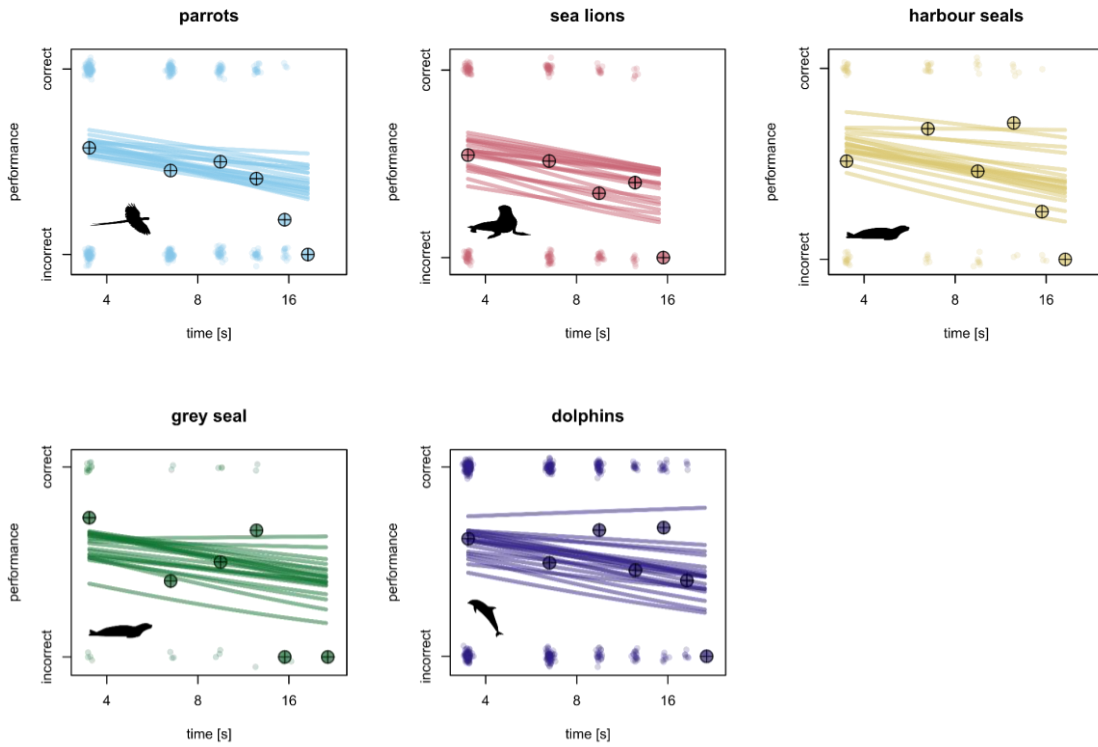 parrots
correct
performance
incorrect
4 8 16
time [s]
sea lions
correct
performance
incorrect
4 8 16
time [s]
harbour seals
correct
performance
incorrect
4 8 16
time [s]
grey seal
correct
performance
incorrect
4 8 16
time [s]
dolphins
correct
performance
incorrect
4 8 16
time [s]